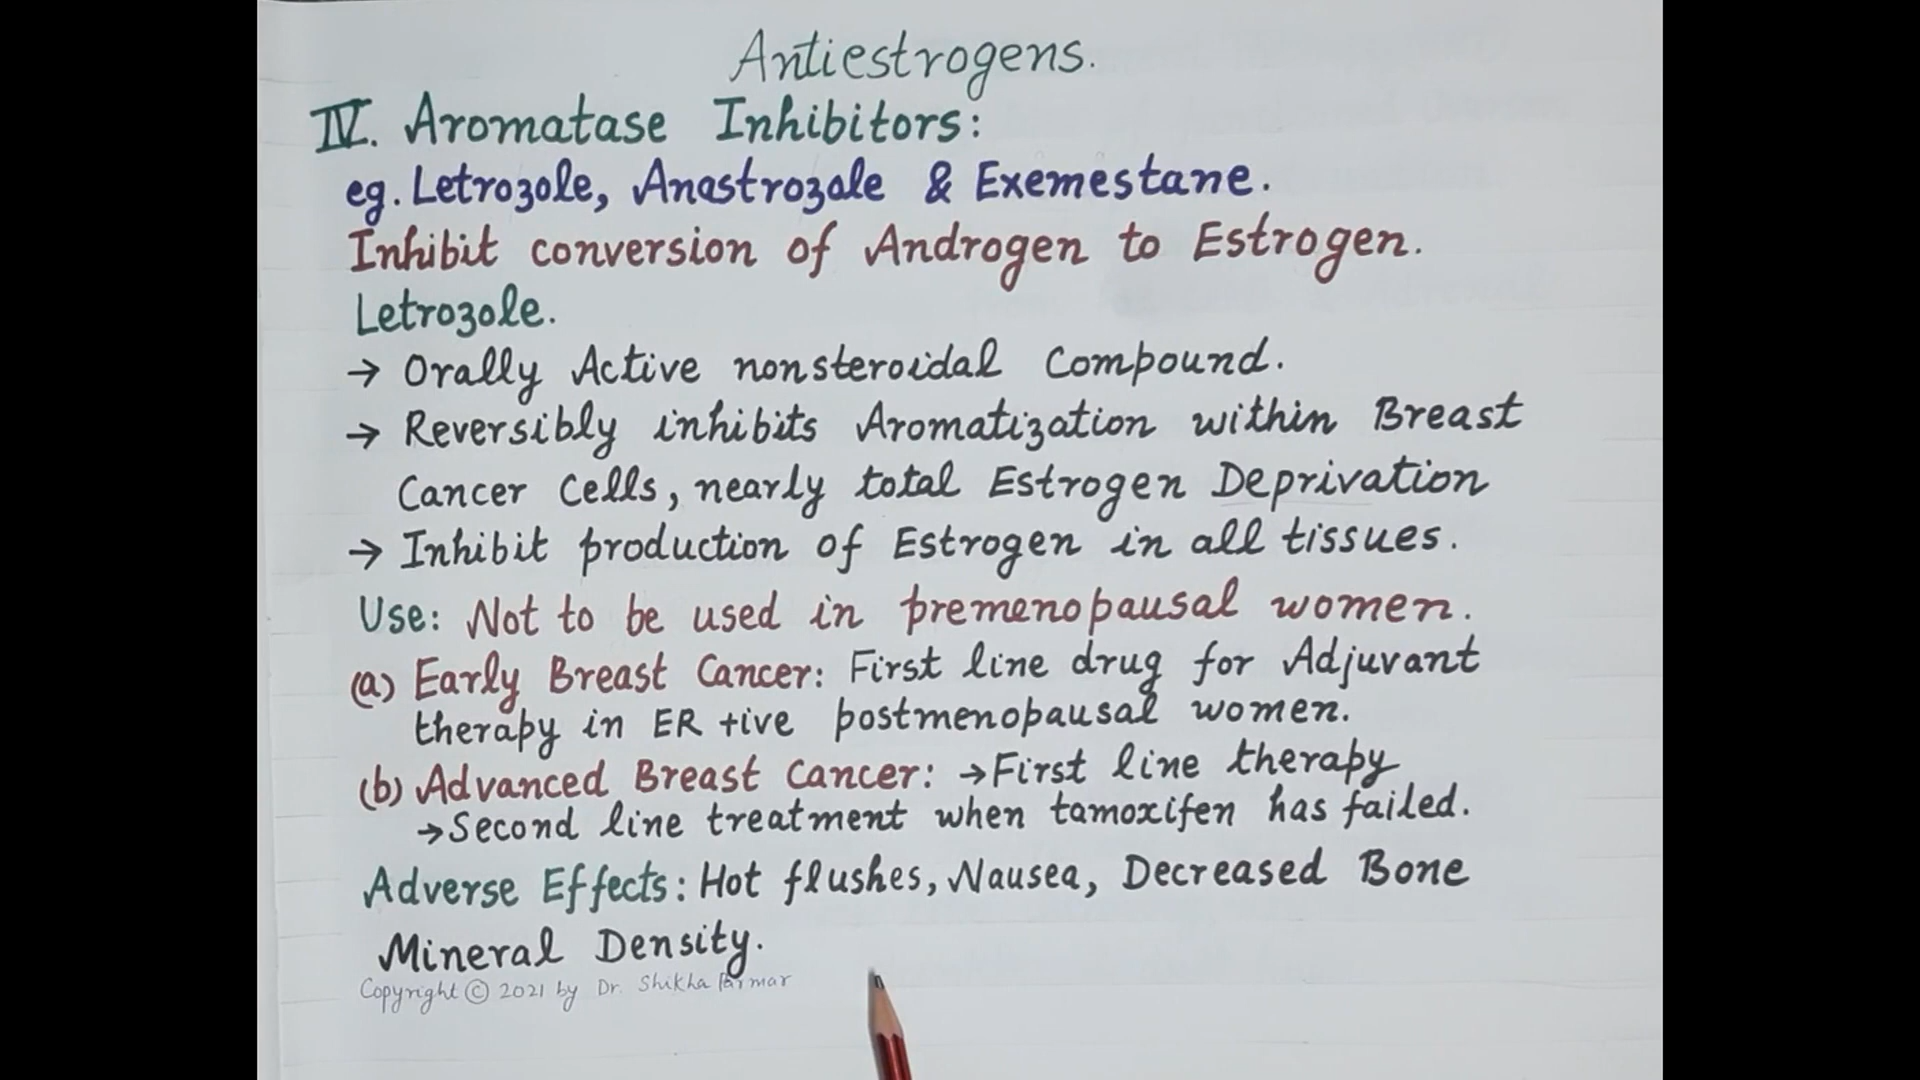 Antiestrogens.
IV. Aromatase Inhibitors:
eg. Letrozole, Anastrozole & Exemestane.
Inhibit conversion of Androgen to Estrogen.
Letrozole.
→ Orally Active nonsteroidal Compound.
→ Reversibly inhibits Aromatization within Breast
Cancer Cells, nearly total Estrogen Deprivation
→ Inhibit production of Estrogen in all tissues.
Use: Not to be used in premenopausal women.
(a) Early Breast Cancer: First line drug for Adjuvant
therapy in ER +ive postmenopausal women.
(b) Advanced Breast Cancer: → First line therapy
→ Second line treatment when tamoxifen has failed.
Adverse Effects: Hot flushes, Nausea, Decreased Bone
Mineral Density.
Copyright © 2021 by Dr. Shikha Parmar